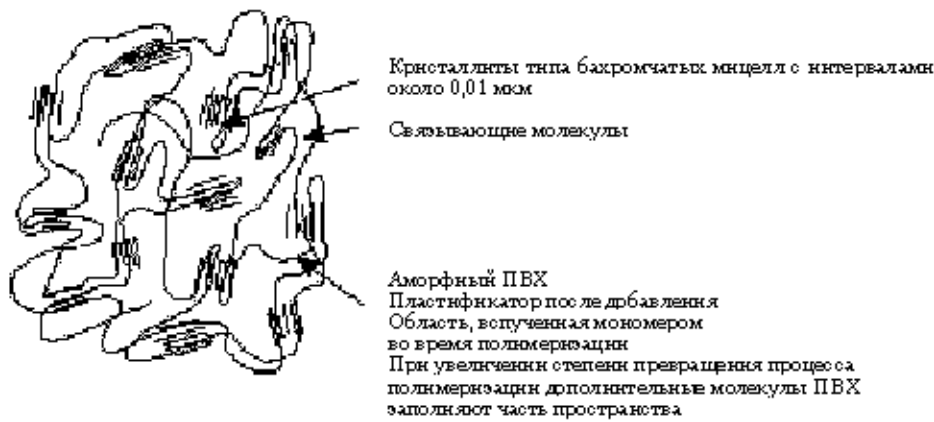 Кристаллиты типа бахромчатых мицелл с интервалами
около 0,01 мкм
Связывающие молекулы
Аморфный ПВХ
Пластификатор после добавления
Область, вспученная мономером
во время полимеризации
При увеличении степени превращения процесса
полимеризации дополнительные молекулы ПВХ
заполняют часть пространства